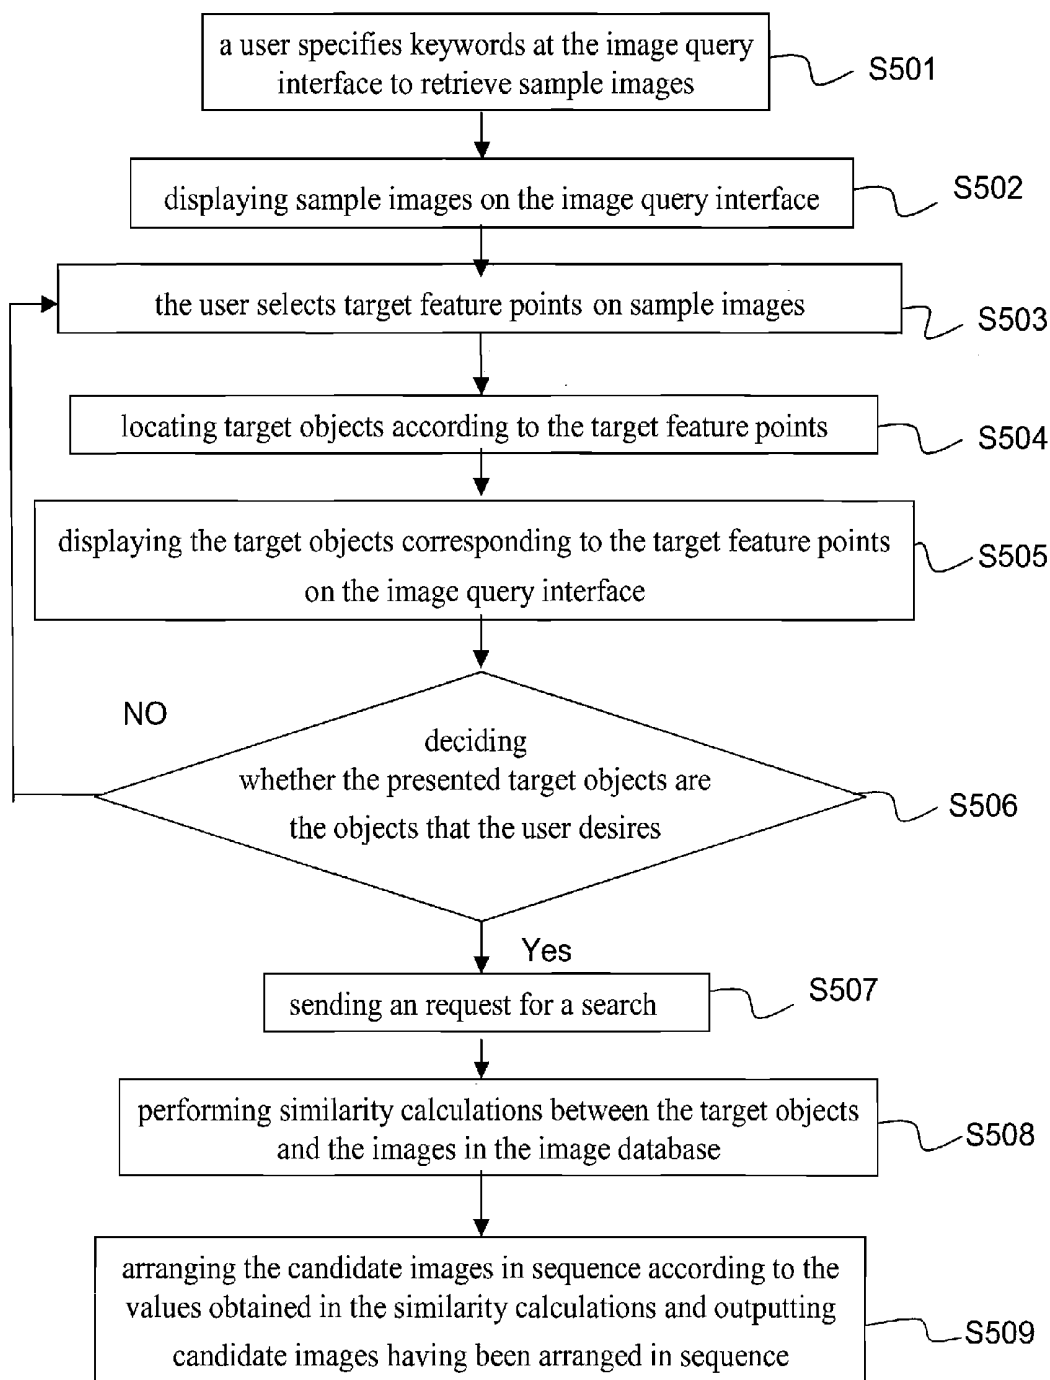 a user specifies keywords at the image query
interface to retrieve sample images
S501
displaying sample images on the image query interface
S502
the user selects target feature points on sample images
S503
locating target objects according to the target feature points
S504
displaying the target objects corresponding to the target feature points
on the image query interface
S505
NO
deciding
whether the presented target objects are
the objects that the user desires
S506
Yes
sending an request for a search
S507
performing similarity calculations between the target objects
and the images in the image database
S508
arranging the candidate images in sequence according to the
values obtained in the similarity calculations and outputting
candidate images having been arranged in sequence
S509